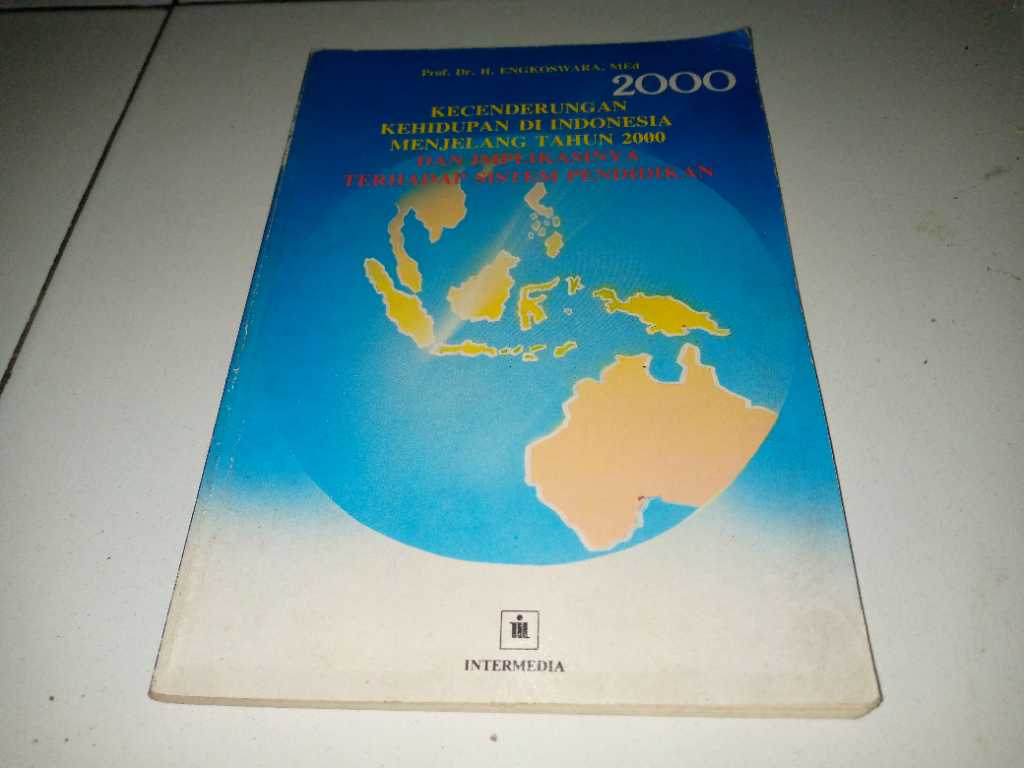 Prof. Dr. H. ENGKOSWARA, MEd
2000
KECENDERUNGAN
KEHIDUPAN DI INDONESIA
MENJELANG TAHUN 2000
DAN IMPLIKASINYA
TERHADAP SISTEM PENDIDIKAN
INTERMEDIA